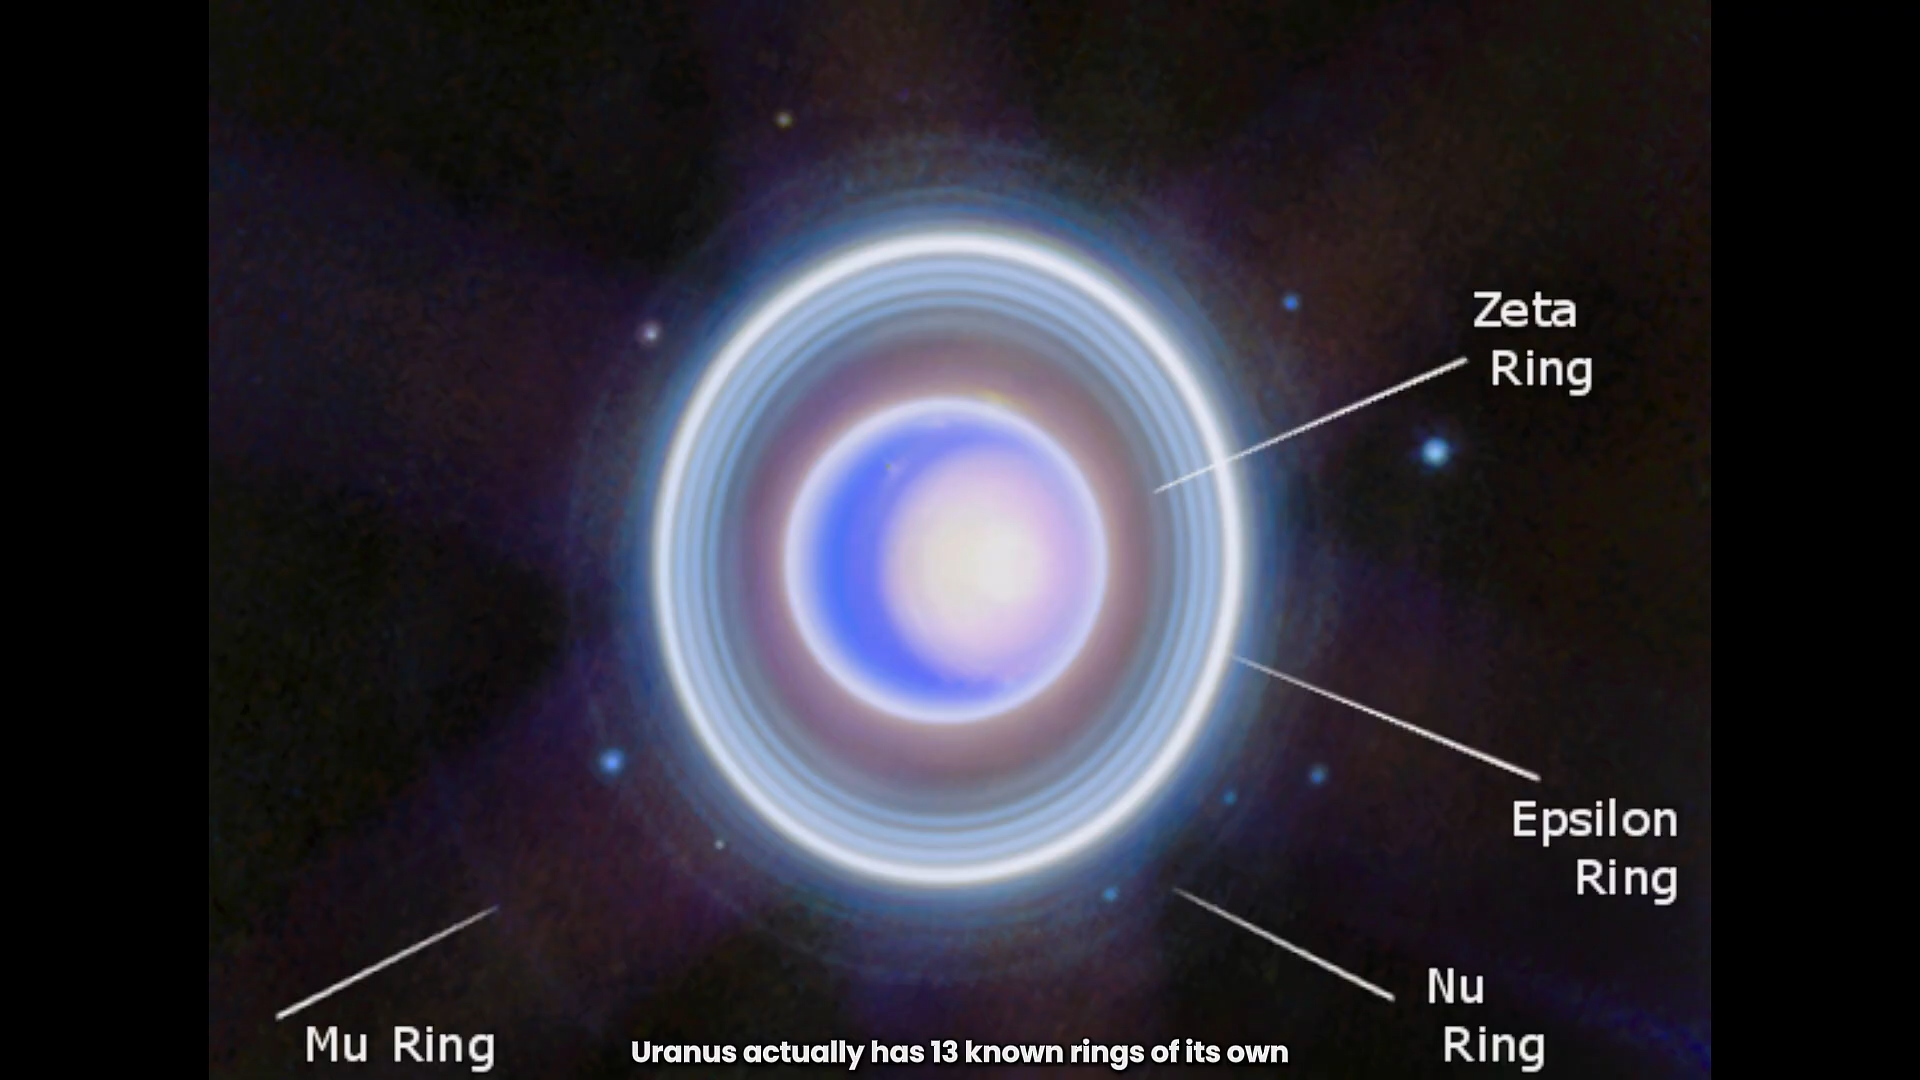 Zeta
Ring
Epsilon
Ring
Nu
Ring
Mu Ring
Uranus actually has 13 known rings of its own